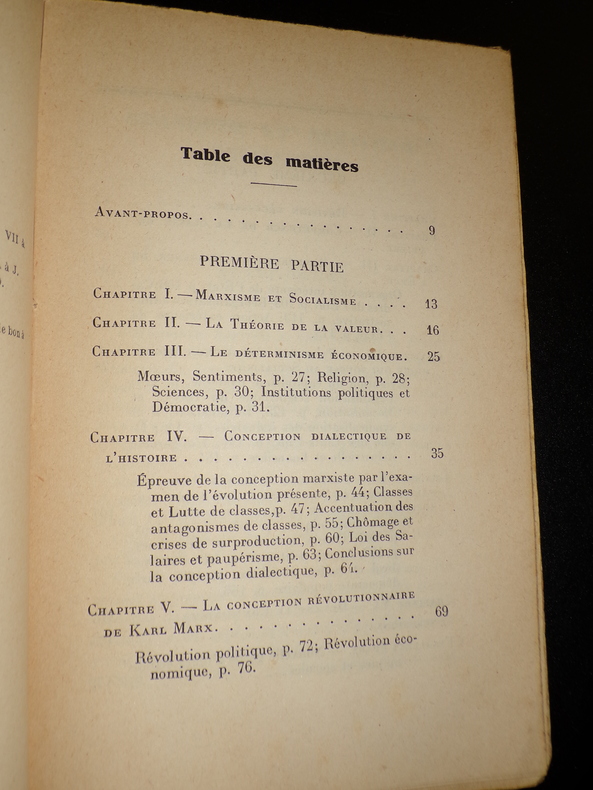 VII à
à J.
le bon à
Table des matières
Avant-propos. . . . . . . . . . . . . . . . . 9
PREMIÈRE PARTIE
Chapitre I. — Marxisme et Socialisme . . . . 13
Chapitre II. — La Théorie de la valeur. . . 16
Chapitre III. — Le déterminisme économique. 25
Mœurs, Sentiments, p. 27; Religion, p. 28;
Sciences, p. 30; Institutions politiques et
Démocratie, p. 31.
Chapitre IV. — Conception dialectique de
l'histoire . . . . . . . . . . . . . . . . . 35
Épreuve de la conception marxiste par l'exa-
men de l'évolution présente, p. 44; Classes
et Lutte de classes,p. 47; Accentuation des
antagonismes de classes, p. 55; Chômage et
crises de surproduction, p. 60; Loi des Sa-
laires et paupérisme, p. 63; Conclusions sur
la conception dialectique, p. 64.
Chapitre V. — La conception révolutionnaire
de Karl Marx. . . . . . . . . . . . . . . 69
Révolution politique, p. 72; Révolution éco-
nomique, p. 76.